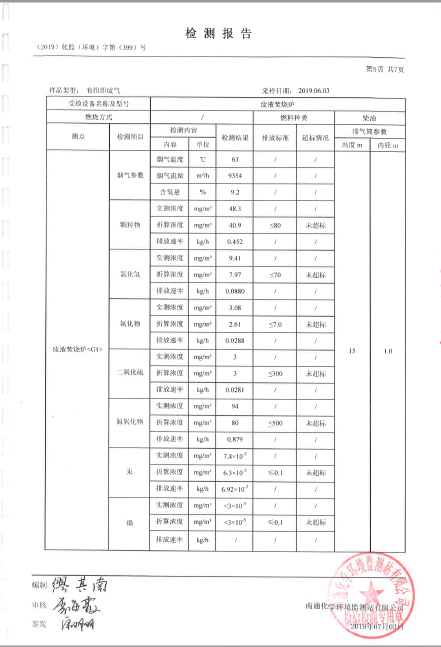 检测报告
（2019）化监（环境）字第（399）号
第5页 共7页
样品类型： 有组织废气 采样日期：2019.06.03
受检设备名称及型号 废液焚烧炉
燃烧方式 / 燃料种类 柴油
测点 检测项目 检测内容 检测结果 排放标准 超标情况 排气筒参数
内容 单位 高度 m 内径 m
废液焚烧炉<G1> 15 1.0
烟气参数 烟气温度 ℃ 63 / /
烟气流量 m³/h 9354 / /
含氧量 % 9.2 / /
颗粒物 实测浓度 mg/m³ 48.3 / /
折算浓度 mg/m³ 40.9 ≤80 未超标
排放速率 kg/h 0.452 / /
氯化氢 实测浓度 mg/m³ 9.41 / /
折算浓度 mg/m³ 7.97 ≤70 未超标
排放速率 kg/h 0.0880 / /
氟化物 实测浓度 mg/m³ 3.08 / /
折算浓度 mg/m³ 2.61 ≤7.0 未超标
排放速率 kg/h 0.0288 / /
二氧化硫 实测浓度 mg/m³ 3 / /
折算浓度 mg/m³ 3 ≤300 未超标
排放速率 kg/h 0.0281 / /
氮氧化物 实测浓度 mg/m³ 94 / /
折算浓度 mg/m³ 80 ≤500 未超标
排放速率 kg/h 0.879 / /
汞 实测浓度 mg/m³ 7.4×10⁻⁵ / /
折算浓度 mg/m³ ≤0.1 未超标
排放速率 kg/h 6.92×10⁻⁷ / /
镉 实测浓度 mg/m³ / /
折算浓度 mg/m³ ≤0.1 未超标
排放速率 kg/h / / /
编制
审核
签发
南通化学环境监测站有限公司
2019年07月03日